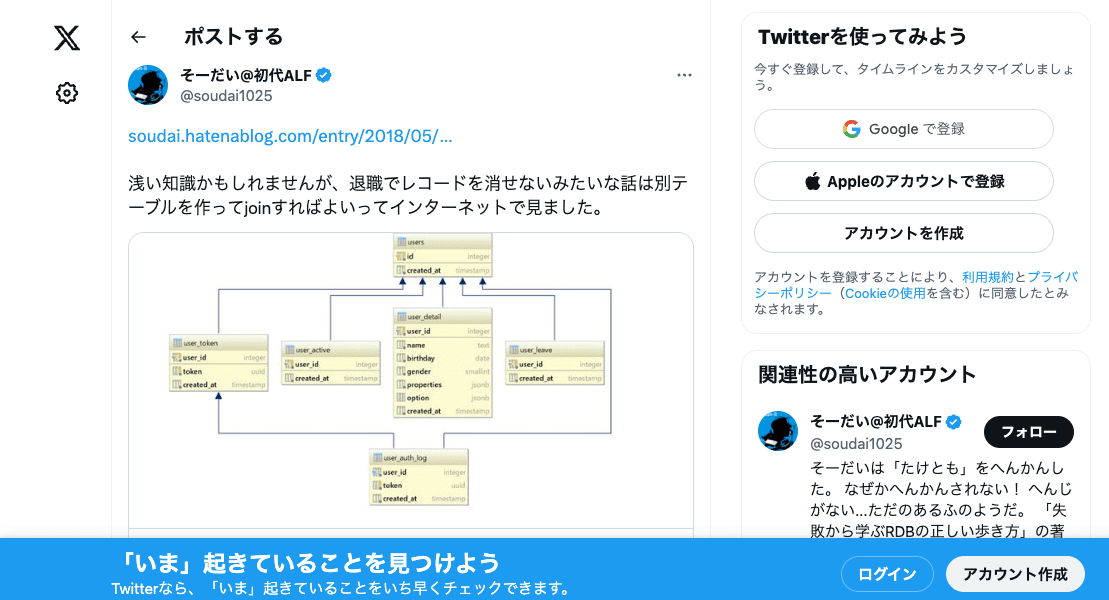 ポストする
そーだい@初代ALF
@soudai1025
soudai.hatenablog.com/entry/2018/05/…
浅い知識かもしれませんが、退職でレコードを消せないみたいな話は別テ
ーブルを作ってjoinすればよいってインターネットで見ました。
users
id integer
created_at timestamp
user_token
user_id integer
token uuid
created_at timestamp
user_active
user_id integer
created_at timestamp
user_detail
user_id integer
name text
birthday date
gender smallint
properties jsonb
option jsonb
created_at timestamp
user_leave
user_id integer
created_at timestamp
user_auth_log
user_id integer
token uuid
created_at timestamp
Twitterを使ってみよう
今すぐ登録して、タイムラインをカスタマイズしましょ
う。
Google で登録
Appleのアカウントで登録
アカウントを作成
アカウントを登録することにより、利用規約とプライバ
シーポリシー（Cookieの使用を含む）に同意したとみ
なされます。
関連性の高いアカウント
そーだい@初代ALF
@soudai1025
フォロー
そーだいは「たけとも」をへんかんし
た。 なぜかへんかんされない！ へんじ
がない...ただのあるふのようだ。 「失
敗から学ぶRDBの正しい歩き方」の著
「いま」起きていることを見つけよう
Twitterなら、「いま」起きていることをいち早くチェックできます。
ログイン
アカウント作成